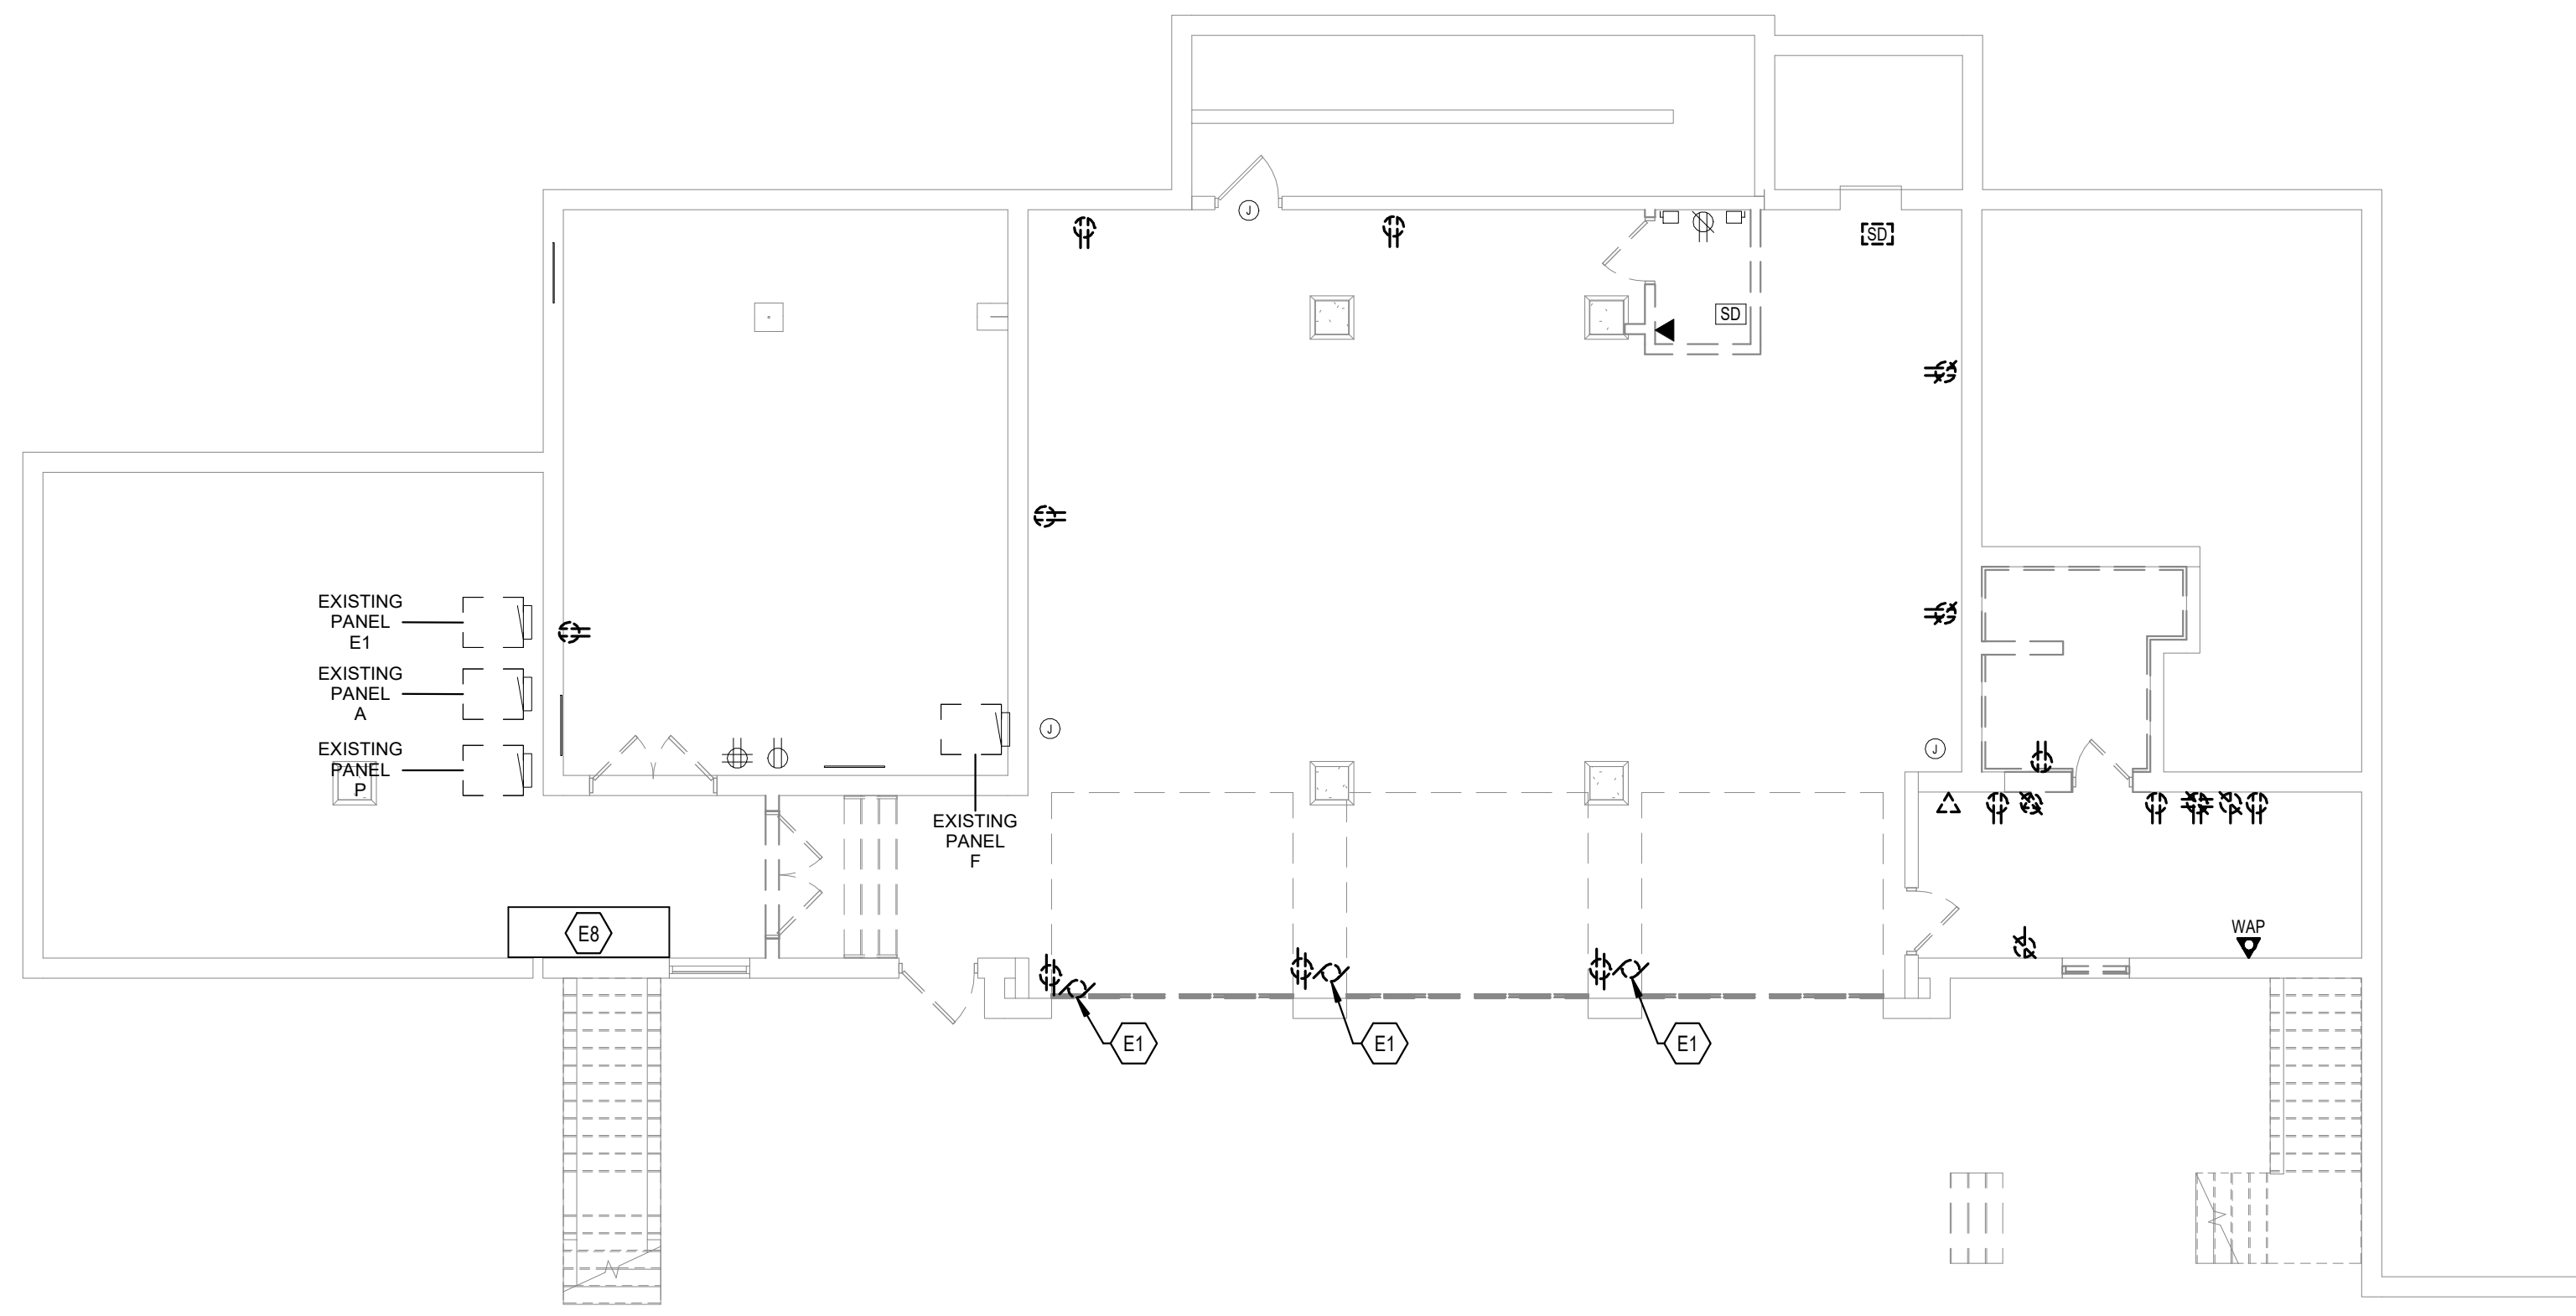 J
SD
SD
EXISTING
PANEL
E1
EXISTING
PANEL
A
EXISTING
PANEL
P
J
J
EXISTING
PANEL
F
E8
WAP
E1
E1
E1